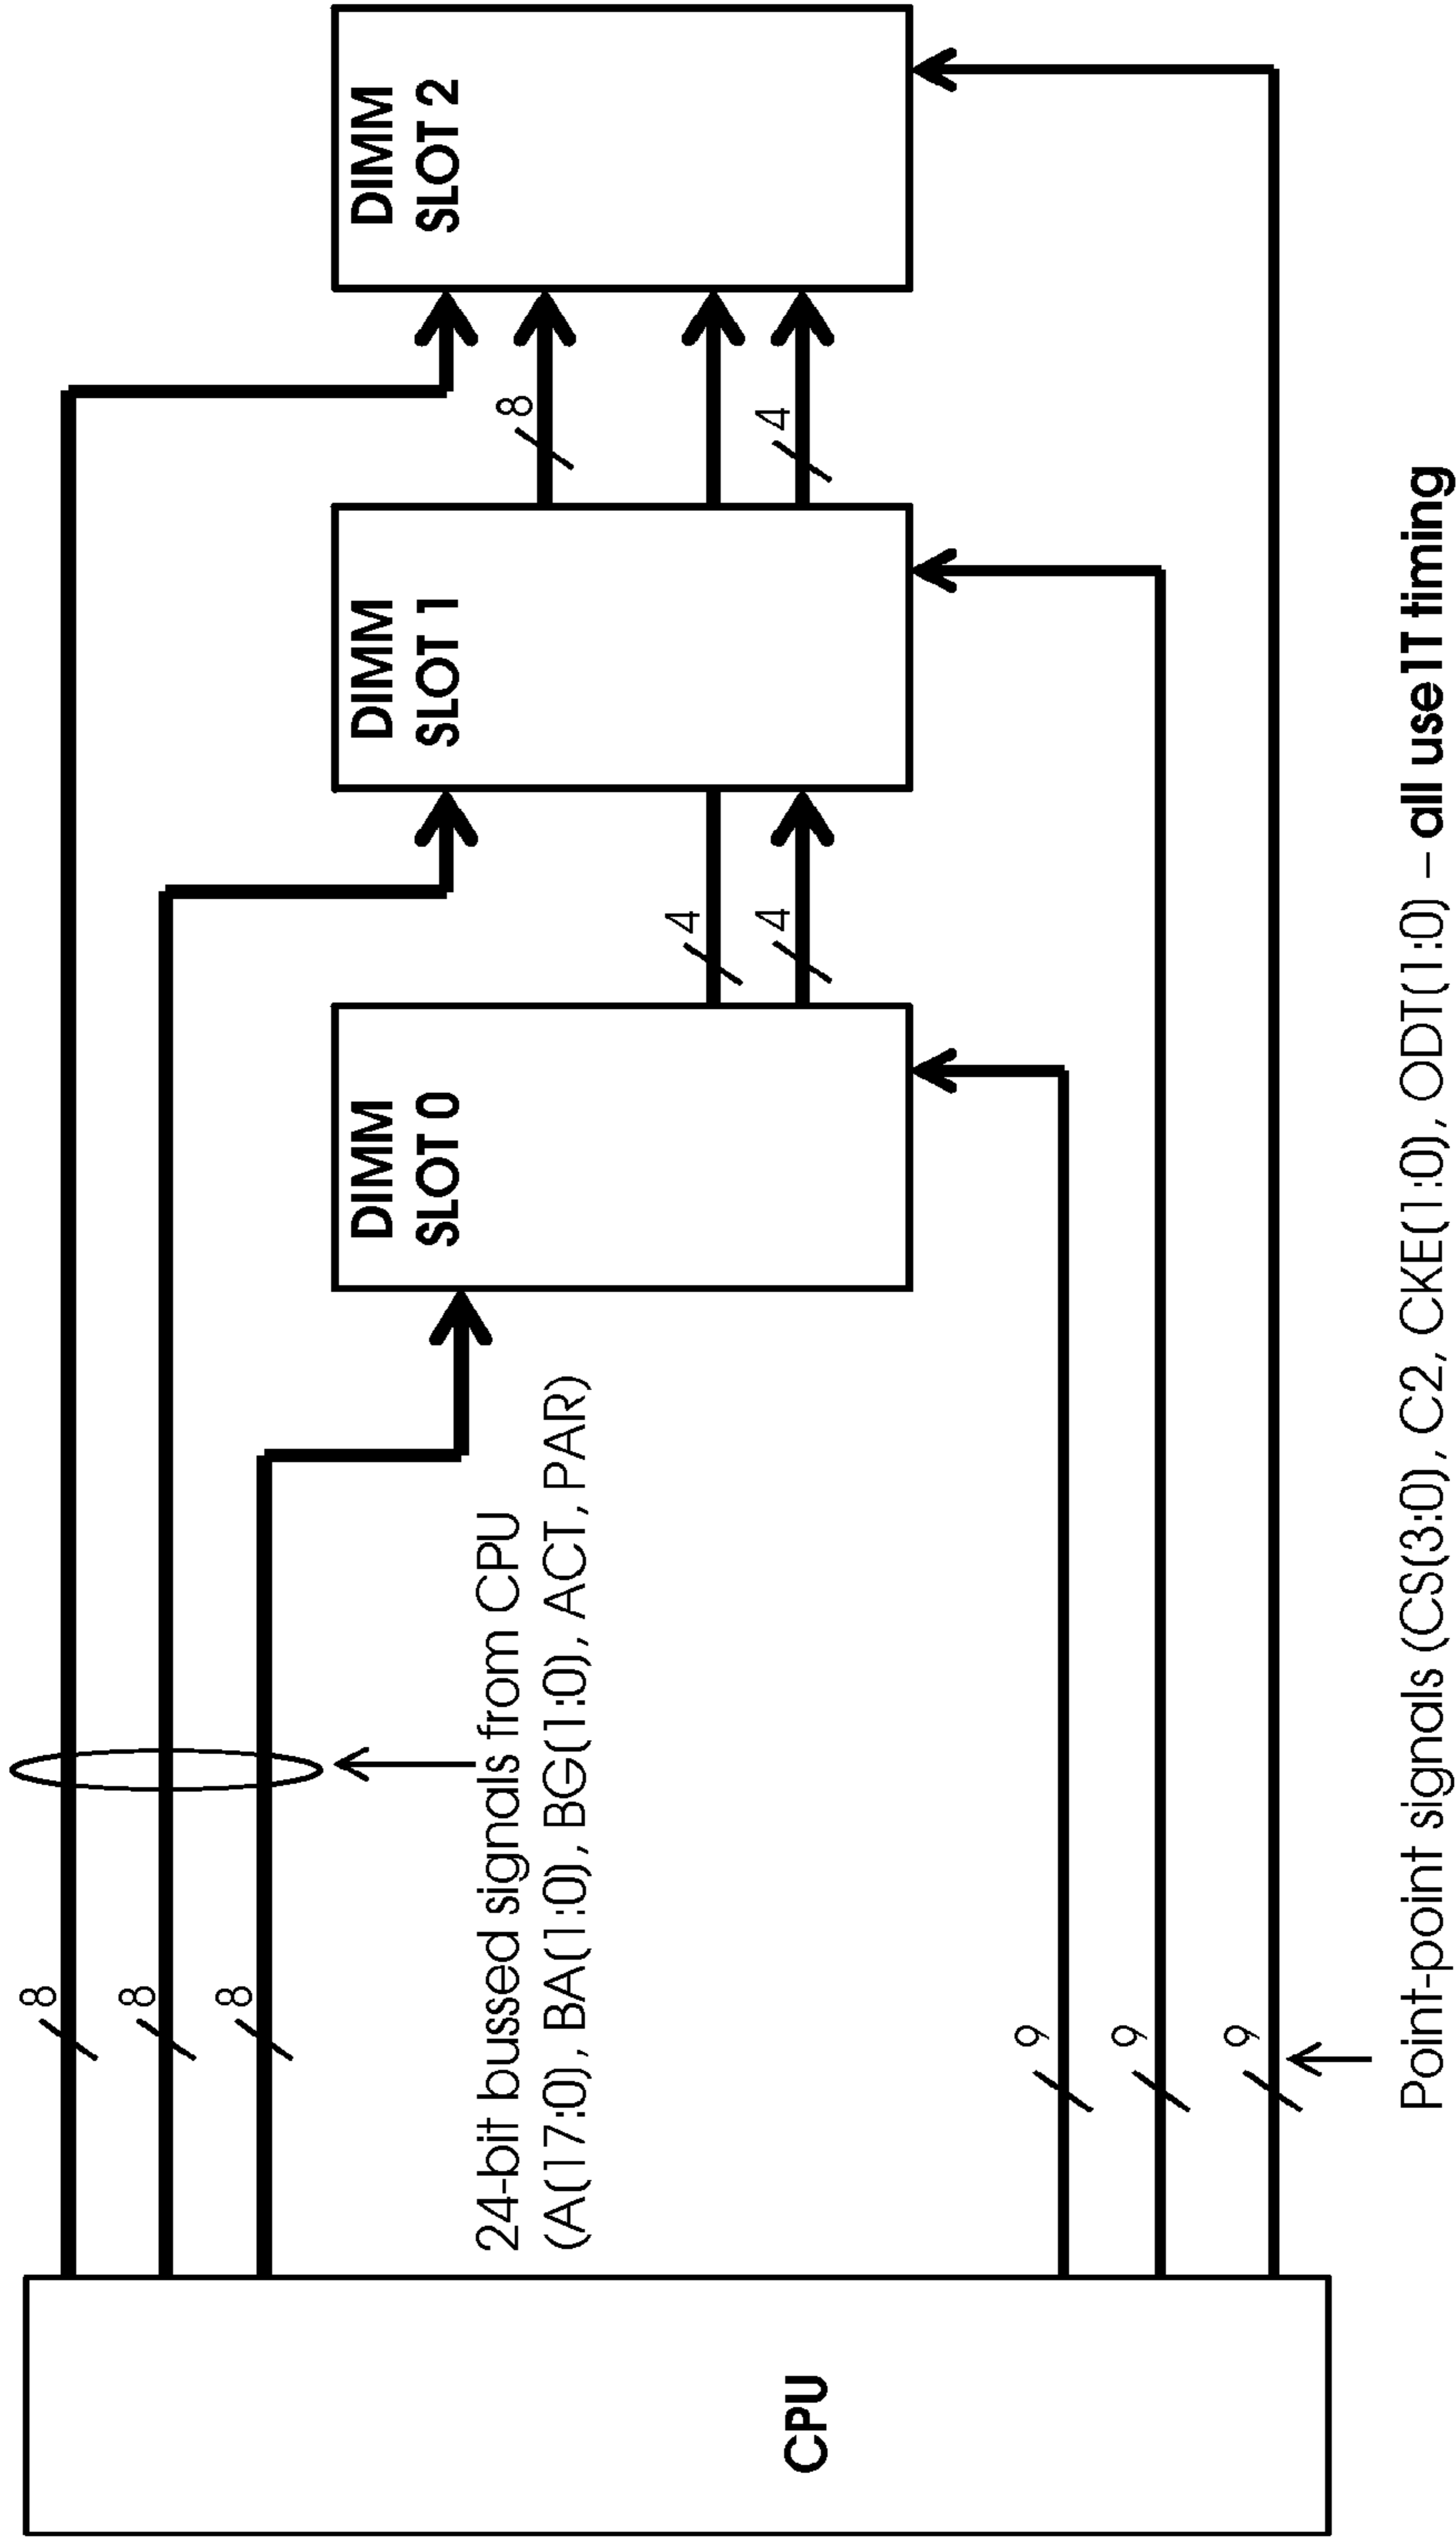 8
8
8
24-bit bussed signals from CPU
(A(17:0), BA(1:0), BG(1:0), ACT, PAR)
CPU
DIMM
SLOT 0
DIMM
SLOT 1
DIMM
SLOT 2
4
4
8
4
9
9
9
Point-point signals (CS(3:0), C2, CKE(1:0), ODT(1:0) – all use 1T timing